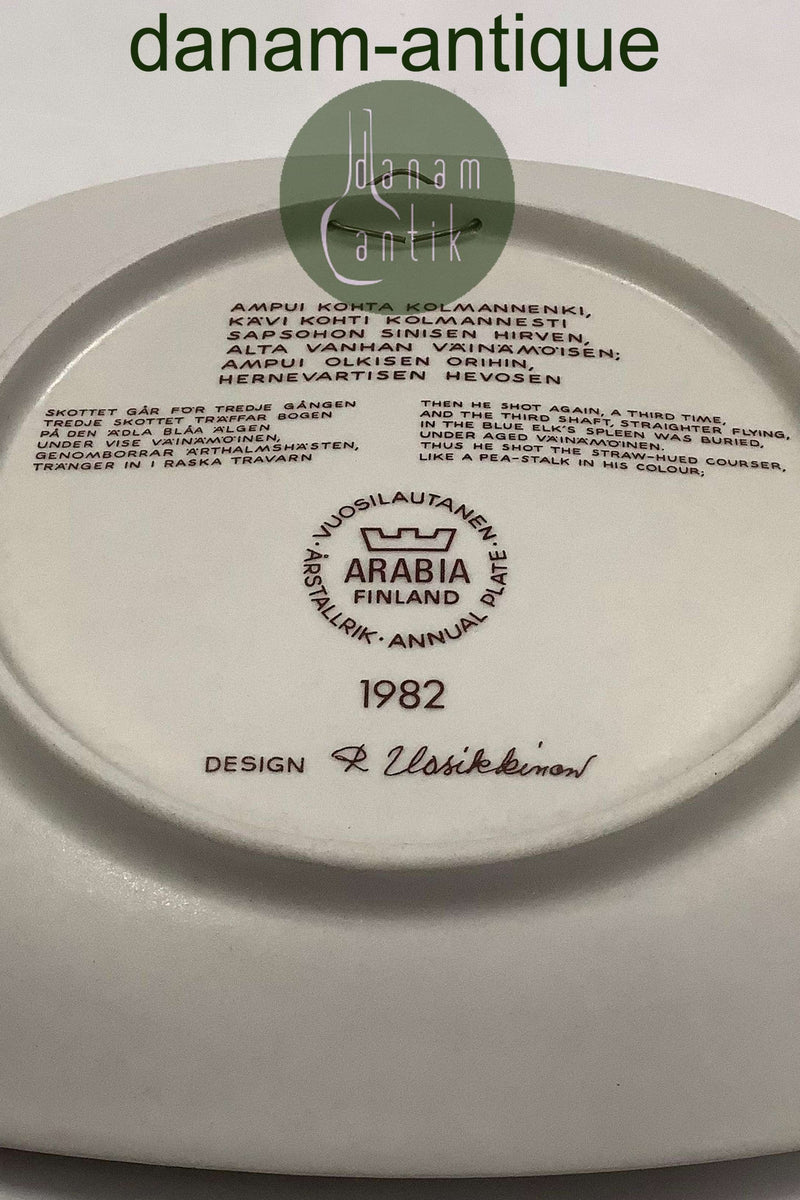 danam-antique
danam
antik
AMPUI KOHTA KOLMANNENKI,
KÄVI KOHTI KOLMANNESTI
SAPSOHON SINISEN HIRVEN,
ALTA VANHAN VÄINÄMÖISEN;
AMPUI OLKISEN ORIHIN,
HERNEVARTISEN HEVOSEN
SKOTTET GÅR FÖR TREDJE GÅNGEN
TREDJE SKOTTET TRÄFFAR BOGEN
PÅ DEN ÄDLA BLÅA ÄLGEN
UNDER VISE VÄINÄMÖINEN,
GENOMBORRAR ÄRTHALMSHÄSTEN,
TRÄNGER IN I RASKA TRAVARN
THEN HE SHOT AGAIN, A THIRD TIME,
AND THE THIRD SHAFT, STRAIGHTER FLYING,
IN THE BLUE ELK'S SPLEEN WAS BURIED,
UNDER AGED VÄINÄMÖINEN.
THUS HE SHOT THE STRAW-HUED COURSER,
LIKE A PEA-STALK IN HIS COLOUR;
VUOSILAUTANEN ·
ARABIA
FINLAND
ÅRSTALLRIK · ANNUAL PLATE ·
1982
DESIGN R Uosikkinen